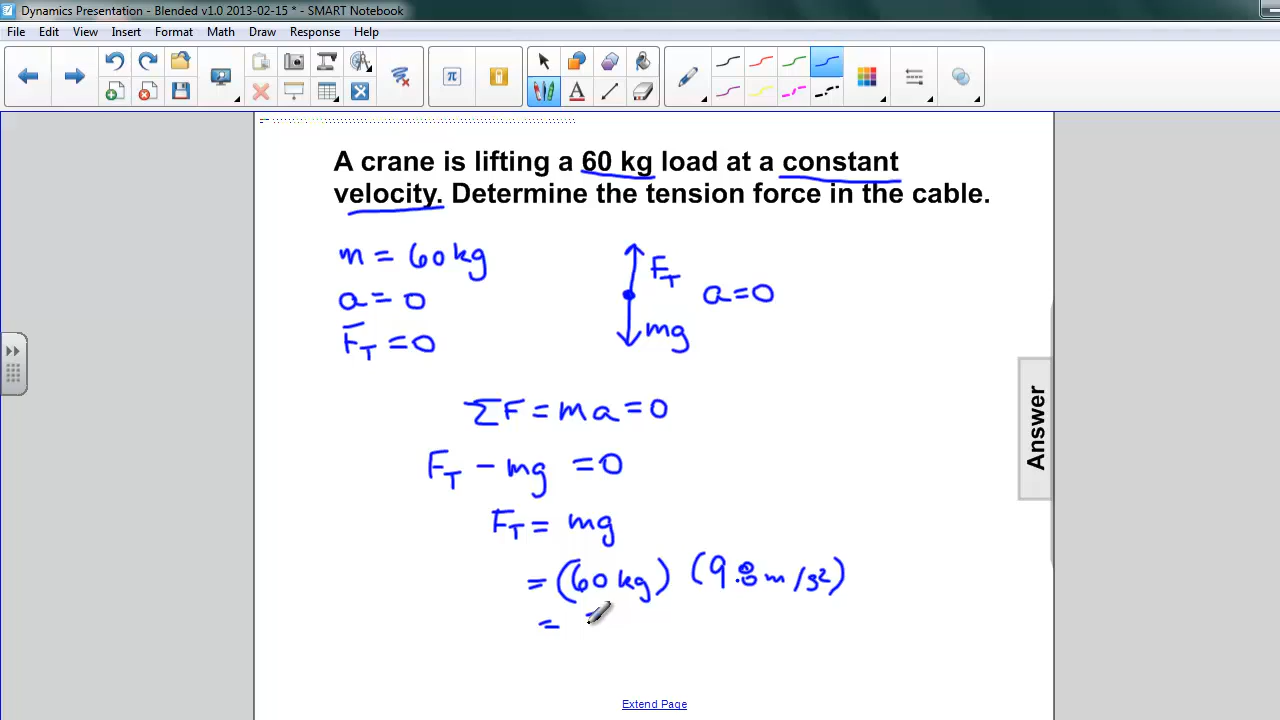 Dynamics Presentation - Blended v1.0 2013-02-15 * - SMART Notebook
File Edit View Insert Format Math Draw Response Help
π
A
A crane is lifting a 60 kg load at a constant
velocity. Determine the tension force in the cable.
m = 60 kg
a = 0
F_T = 0
F_T
a = 0
mg
ΣF = ma = 0
F_T - mg = 0
F_T = mg
= (60 kg) (9.8 m/s²)
=
Answer
Extend Page